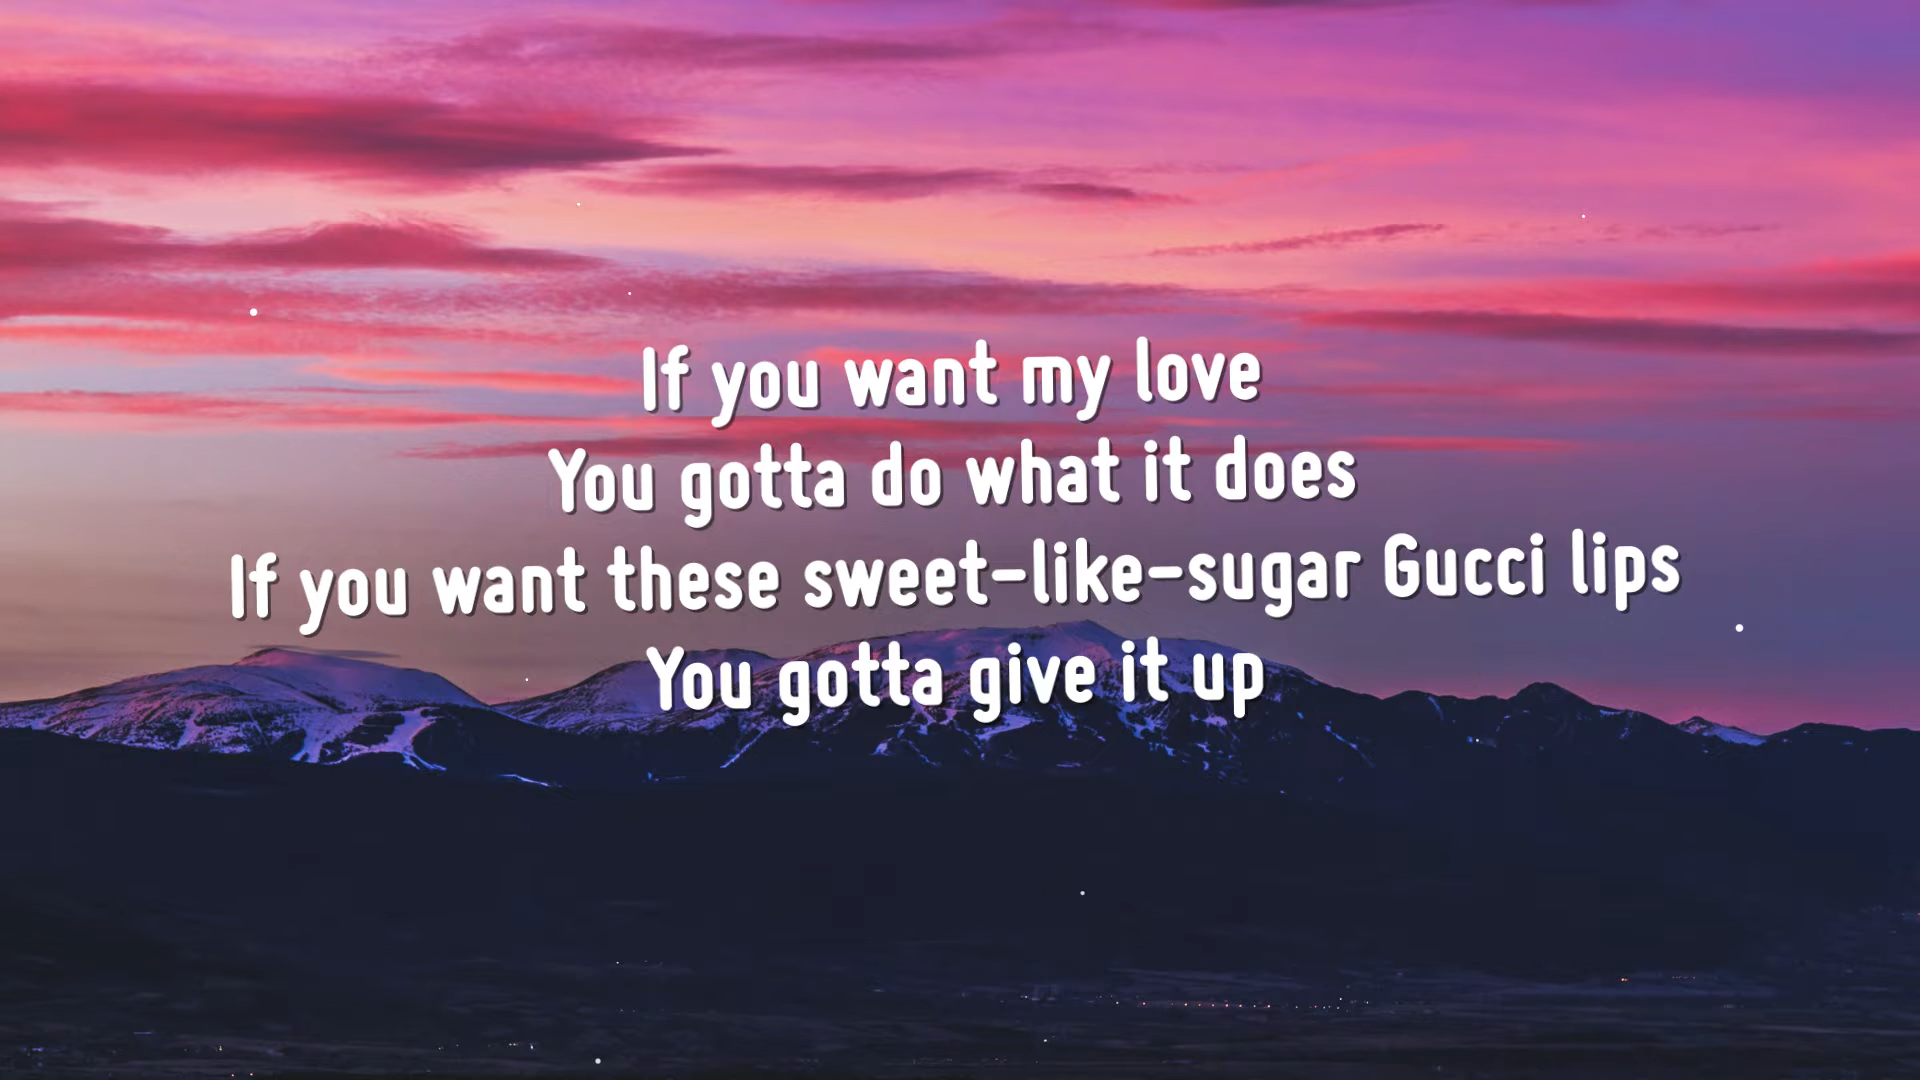 If you want my love
You gotta do what it does
If you want these sweet-like-sugar Gucci lips
You gotta give it up